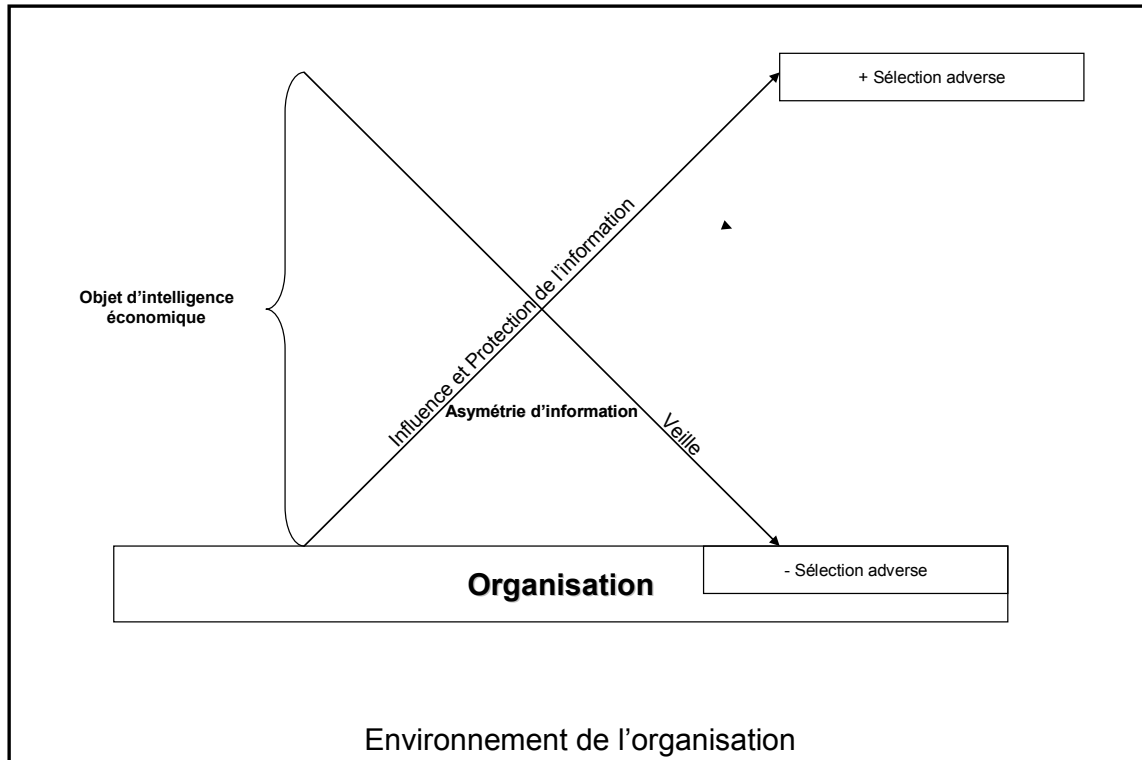 + Sélection adverse
Influence et Protection de l'information
Objet d'intelligence
économique
Asymétrie d'information
Veille
- Sélection adverse
Organisation
Environnement de l'organisation